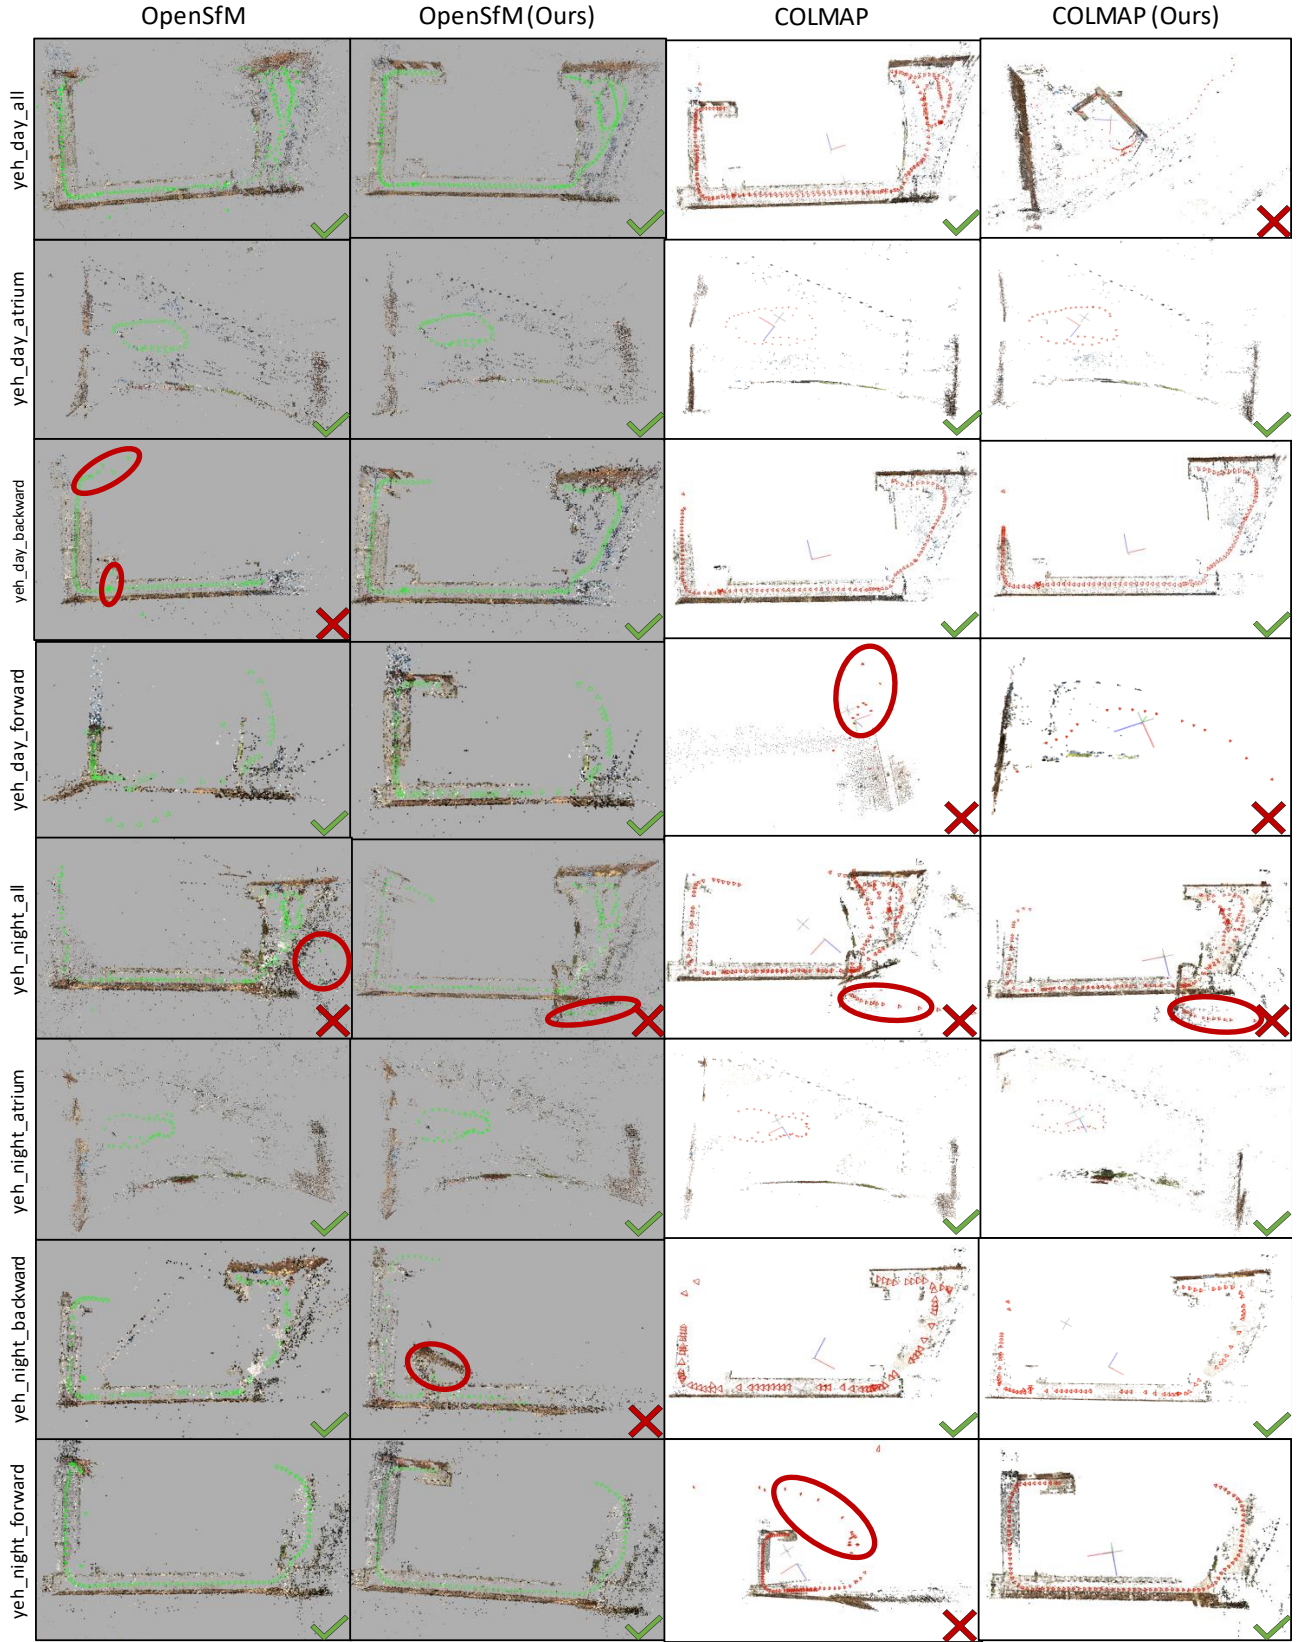 OpenSfM
OpenSfM (Ours)
COLMAP
COLMAP (Ours)
yeh_day_all
yeh_day_atrium
yeh_day_backward
yeh_day_forward
yeh_night_all
yeh_night_atrium
yeh_night_backward
yeh_night_forward